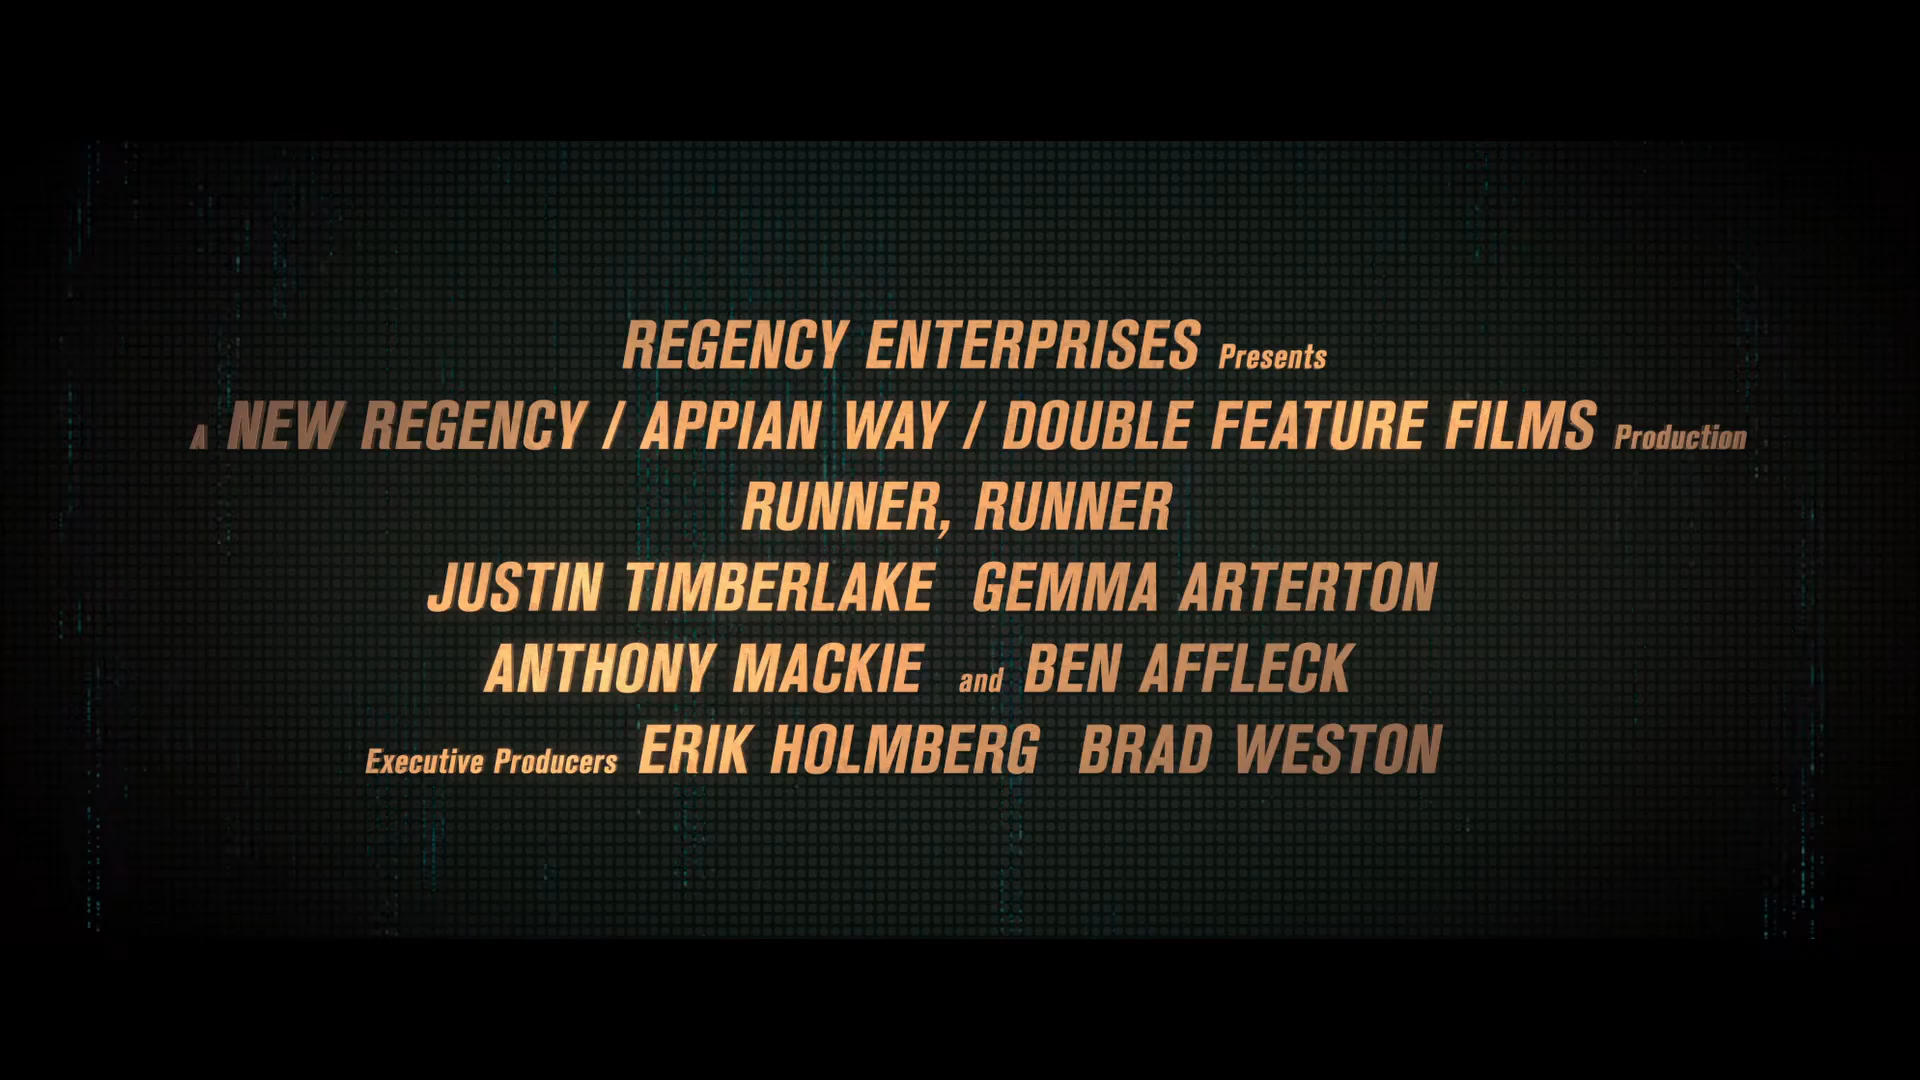 REGENCY ENTERPRISES Presents
A NEW REGENCY / APPIAN WAY / DOUBLE FEATURE FILMS Production
RUNNER, RUNNER
JUSTIN TIMBERLAKE GEMMA ARTERTON
ANTHONY MACKIE and BEN AFFLECK
Executive Producers ERIK HOLMBERG BRAD WESTON